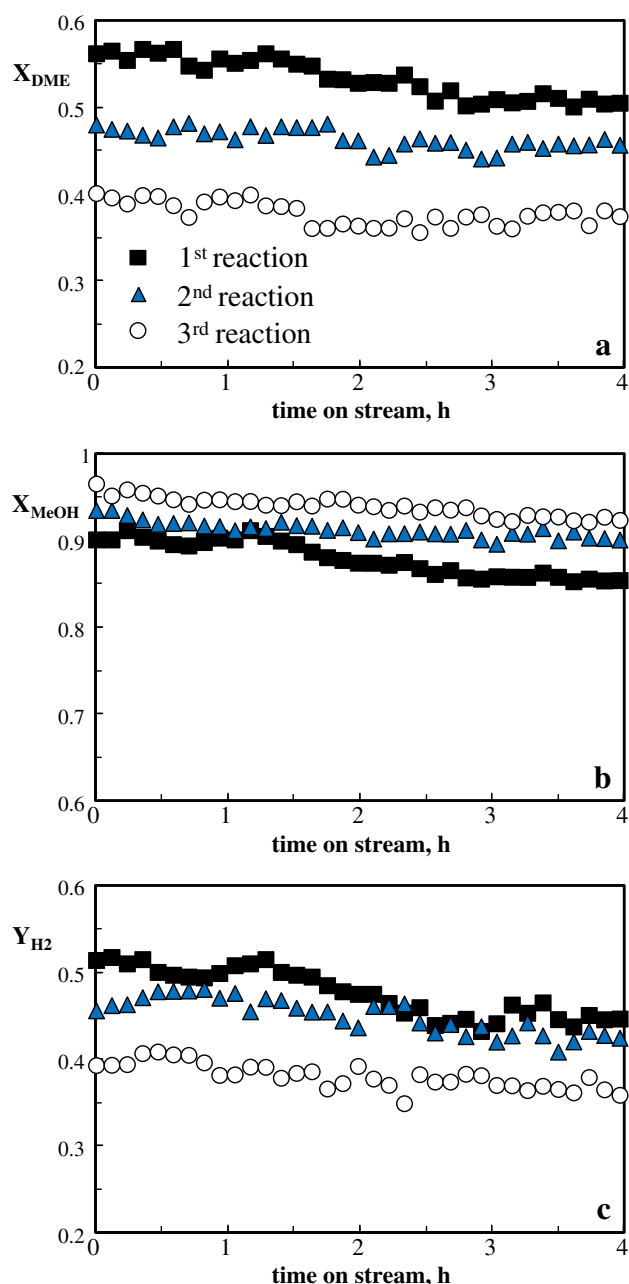 0.6
X_DME
0.5
0.4
0.3
1st reaction
2nd reaction
3rd reaction
a
0.2
0 1 2 3 4
time on stream, h
1
X_MeOH
0.9
0.8
0.7
b
0.6
0 1 2 3 4
time on stream, h
0.6
Y_H2
0.5
0.4
0.3
c
0.2
0 1 2 3 4
time on stream, h